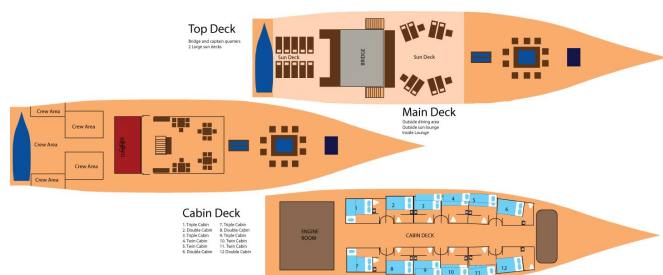 Top Deck
Bridge and captain quarters
2 Large sun decks
Sun Deck
BRIDGE
Sun Deck
Main Deck
Outside dining area
Outside sun lounge
Inside Lounge
Crew Area
Crew Area
Crew Area
Crew Area
Crew Area
Crew Area
Cabin Deck
1. Triple Cabin
2. Double Cabin
3. Triple Cabin
4. Twin Cabin
5. Twin Cabin
6. Double Cabin
7. Triple Cabin
8. Double Cabin
9. Triple Cabin
10. Twin Cabin
11. Twin Cabin
12 Double Cabin
ENGINE
ROOM
CABIN DECK
1
2
3
4
5
6
7
8
9
10
11
12